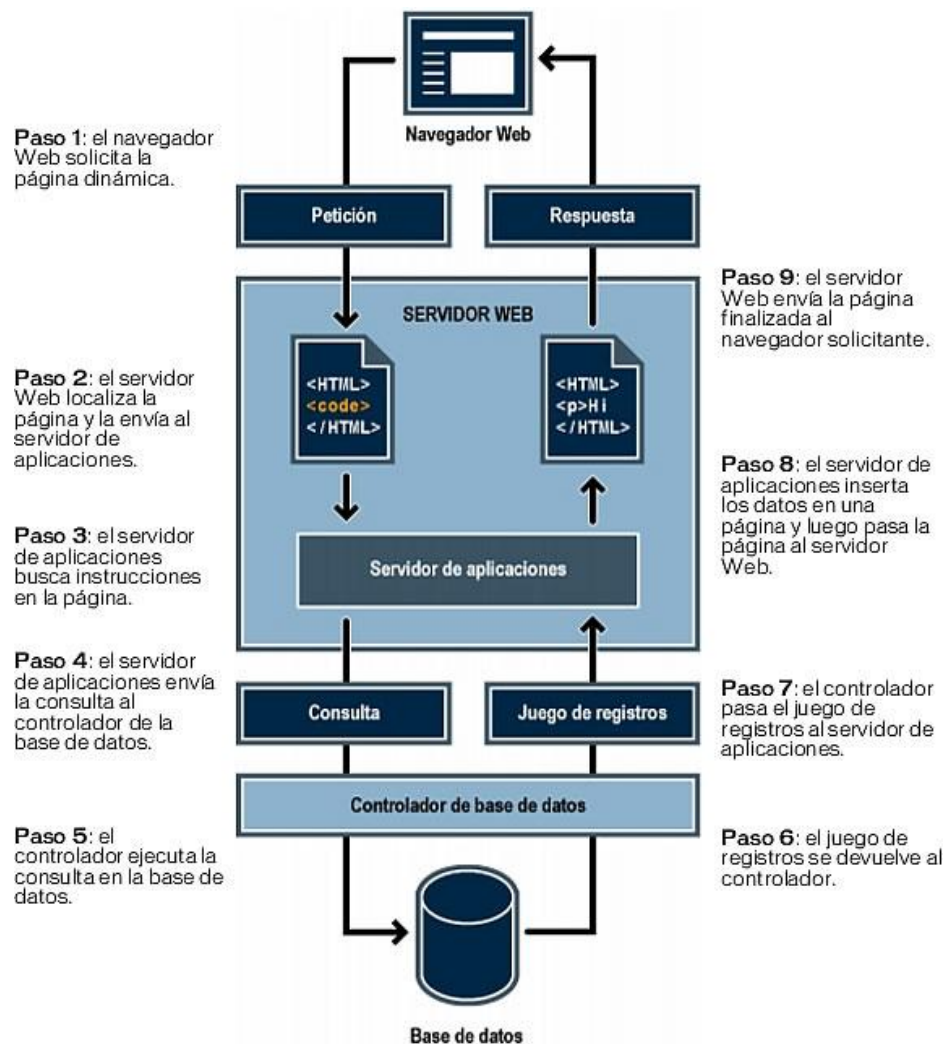 Navegador Web
Paso 1: el navegador
Web solicita la
página dinámica.
Petición
Respuesta
SERVIDOR WEB
<HTML>
<code>
</HTML>
<HTML>
<p>Hi
</HTML>
Paso 2: el servidor
Web localiza la
página y la envía al
servidor de
aplicaciones.
Paso 3: el servidor
de aplicaciones
busca instrucciones
en la página.
Servidor de aplicaciones
Paso 4: el servidor
de aplicaciones envía
la consulta al
controlador de la
base de datos.
Consulta
Juego de registros
Controlador de base de datos
Paso 5: el
controlador ejecuta la
consulta en la base de
datos.
Base de datos
Paso 6: el juego de
registros se devuelve al
controlador.
Paso 7: el controlador
pasa el juego de
registros al servidor de
aplicaciones.
Paso 8: el servidor de
aplicaciones inserta
los datos en una
página y luego pasa la
página al servidor
Web.
Paso 9: el servidor
Web envía la página
finalizada al
navegador solicitante.